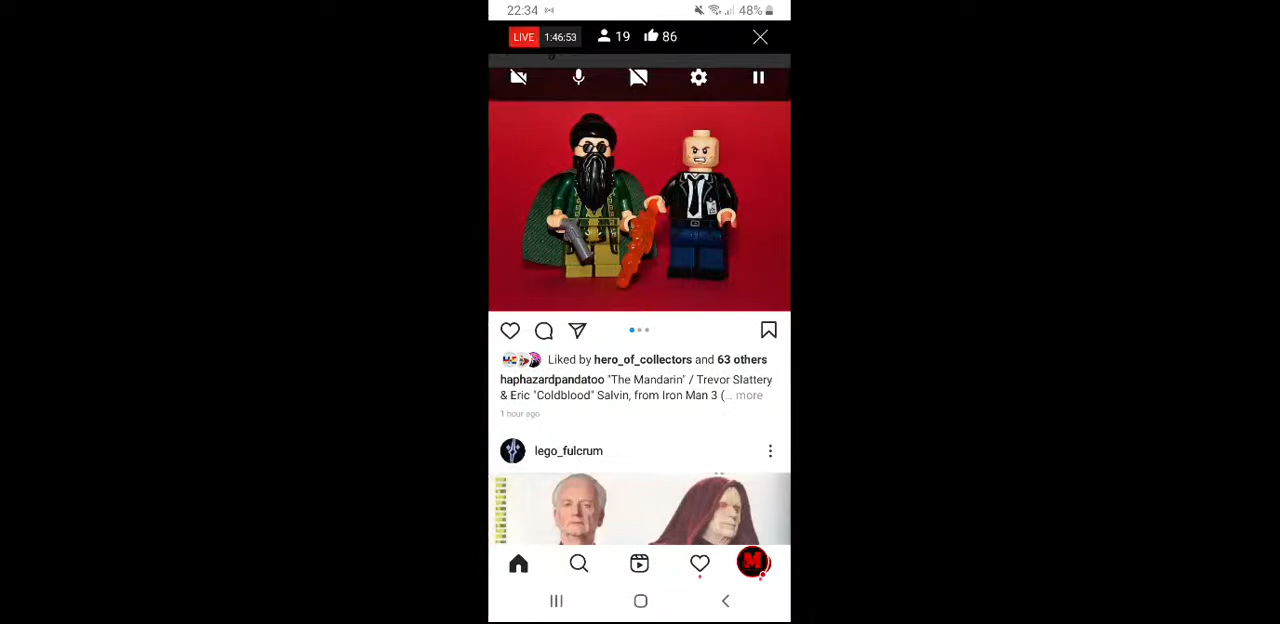 22:34 48%
LIVE 1:46:53 19 86
Liked by hero_of_collectors and 63 others
haphazardpandatoo "The Mandarin" / Trevor Slattery
& Eric "Coldblood" Salvin, from Iron Man 3 (... more
1 hour ago
lego_fulcrum
M